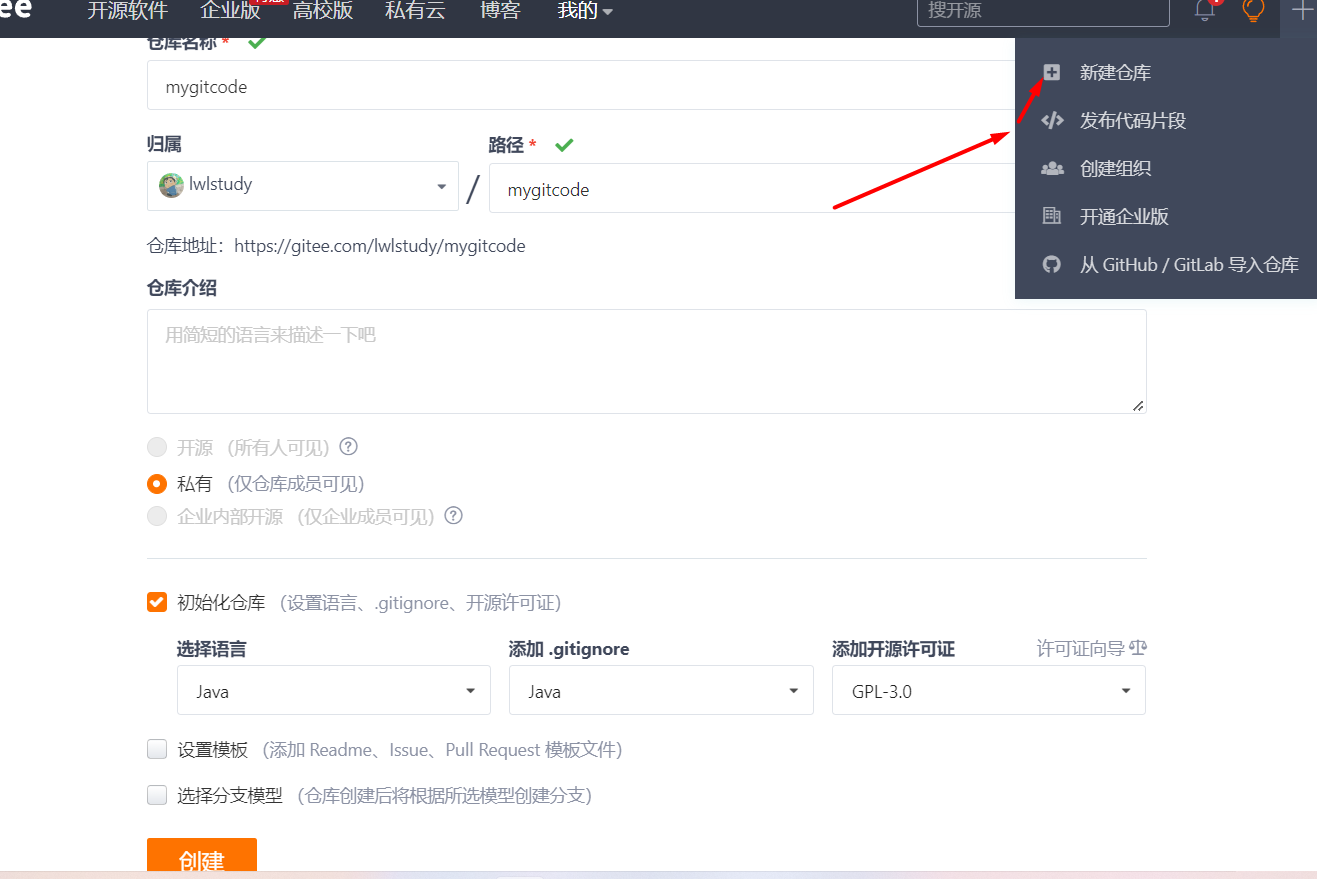 ee 开源软件 企业版 高校版 私有云 博客 我的 搜开源
仓库名称 *
mygitcode
归属
路径 *
lwlstudy / mygitcode
仓库地址：https://gitee.com/lwlstudy/mygitcode
仓库介绍
用简短的语言来描述一下吧
开源 (所有人可见) ?
私有 (仅仓库成员可见)
企业内部开源 (仅企业成员可见) ?
初始化仓库 (设置语言、.gitignore、开源许可证)
选择语言 添加 .gitignore 添加开源许可证 许可证向导
Java Java GPL-3.0
设置模板 (添加 Readme、Issue、Pull Request 模板文件)
选择分支模型 (仓库创建后将根据所选模型创建分支)
创建
新建仓库
发布代码片段
创建组织
开通企业版
从 GitHub / GitLab 导入仓库